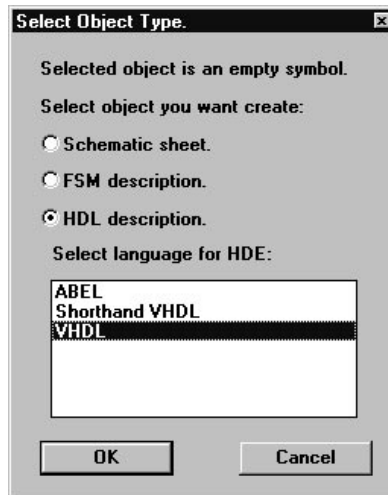 Select Object Type.
Selected object is an empty symbol.
Select object you want create:
Schematic sheet.
FSM description.
HDL description.
Select language for HDE:
ABEL
Shorthand VHDL
VHDL
OK
Cancel